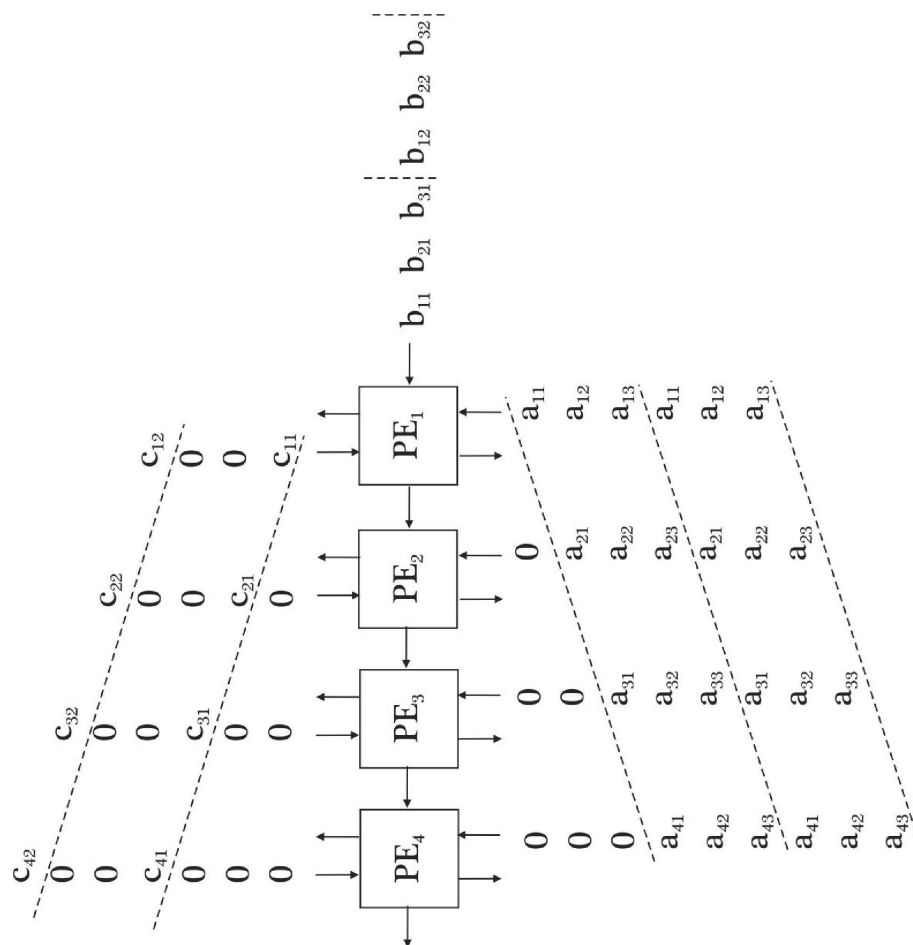 c₄₂
0 c₃₂
0 0 c₂₂
c₄₁ 0 0 c₁₂
0 c₃₁ 0 0
0 0 c₂₁ 0
0 0 0 c₁₁
PE₄ PE₃ PE₂ PE₁ b₁₁ b₂₁ b₃₁ b₁₂ b₂₂ b₃₂
0 0 0 a₁₁
0 0 a₂₁ a₁₂
0 a₃₁ a₂₂ a₁₃
a₄₁ a₃₂ a₂₃ a₁₁
a₄₂ a₃₃ a₂₁ a₁₂
a₄₃ a₃₁ a₂₂ a₁₃
a₄₁ a₃₂ a₂₃
a₄₂ a₃₃
a₄₃